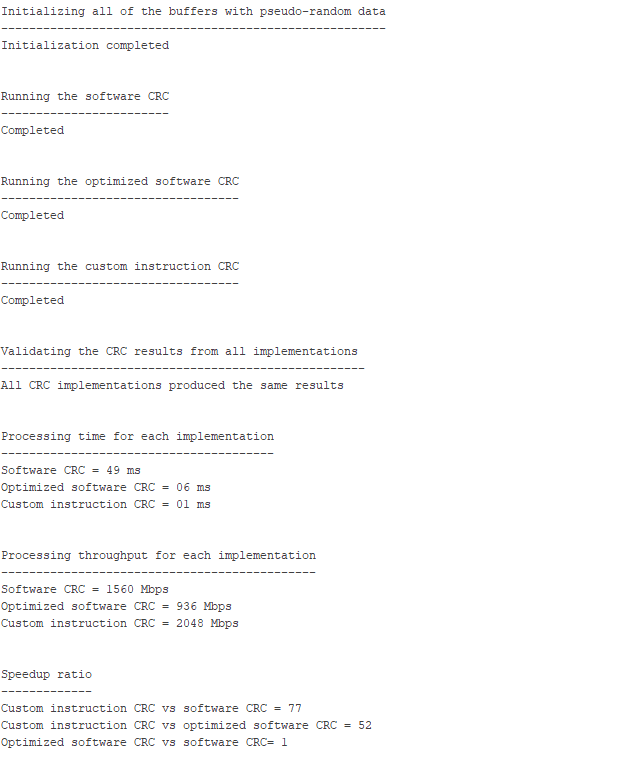 Initializing all of the buffers with pseudo-random data
-------------------------------------------------------
Initialization completed
Running the software CRC
------------------------
Completed
Running the optimized software CRC
----------------------------------
Completed
Running the custom instruction CRC
----------------------------------
Completed
Validating the CRC results from all implementations
----------------------------------------------------
All CRC implementations produced the same results
Processing time for each implementation
---------------------------------------
Software CRC = 49 ms
Optimized software CRC = 06 ms
Custom instruction CRC = 01 ms
Processing throughput for each implementation
---------------------------------------------
Software CRC = 1560 Mbps
Optimized software CRC = 936 Mbps
Custom instruction CRC = 2048 Mbps
Speedup ratio
-------------
Custom instruction CRC vs software CRC = 77
Custom instruction CRC vs optimized software CRC = 52
Optimized software CRC vs software CRC= 1